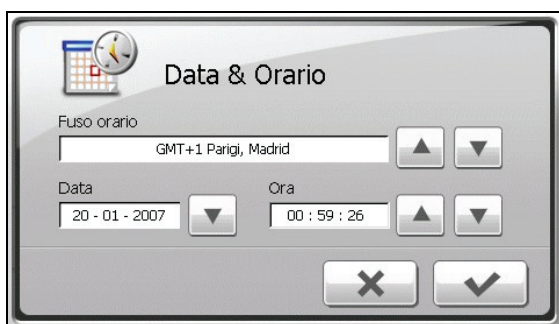 Data & Orario
Fuso orario
GMT+1 Parigi, Madrid
Data
Ora
20 - 01 - 2007
00 : 59 : 26